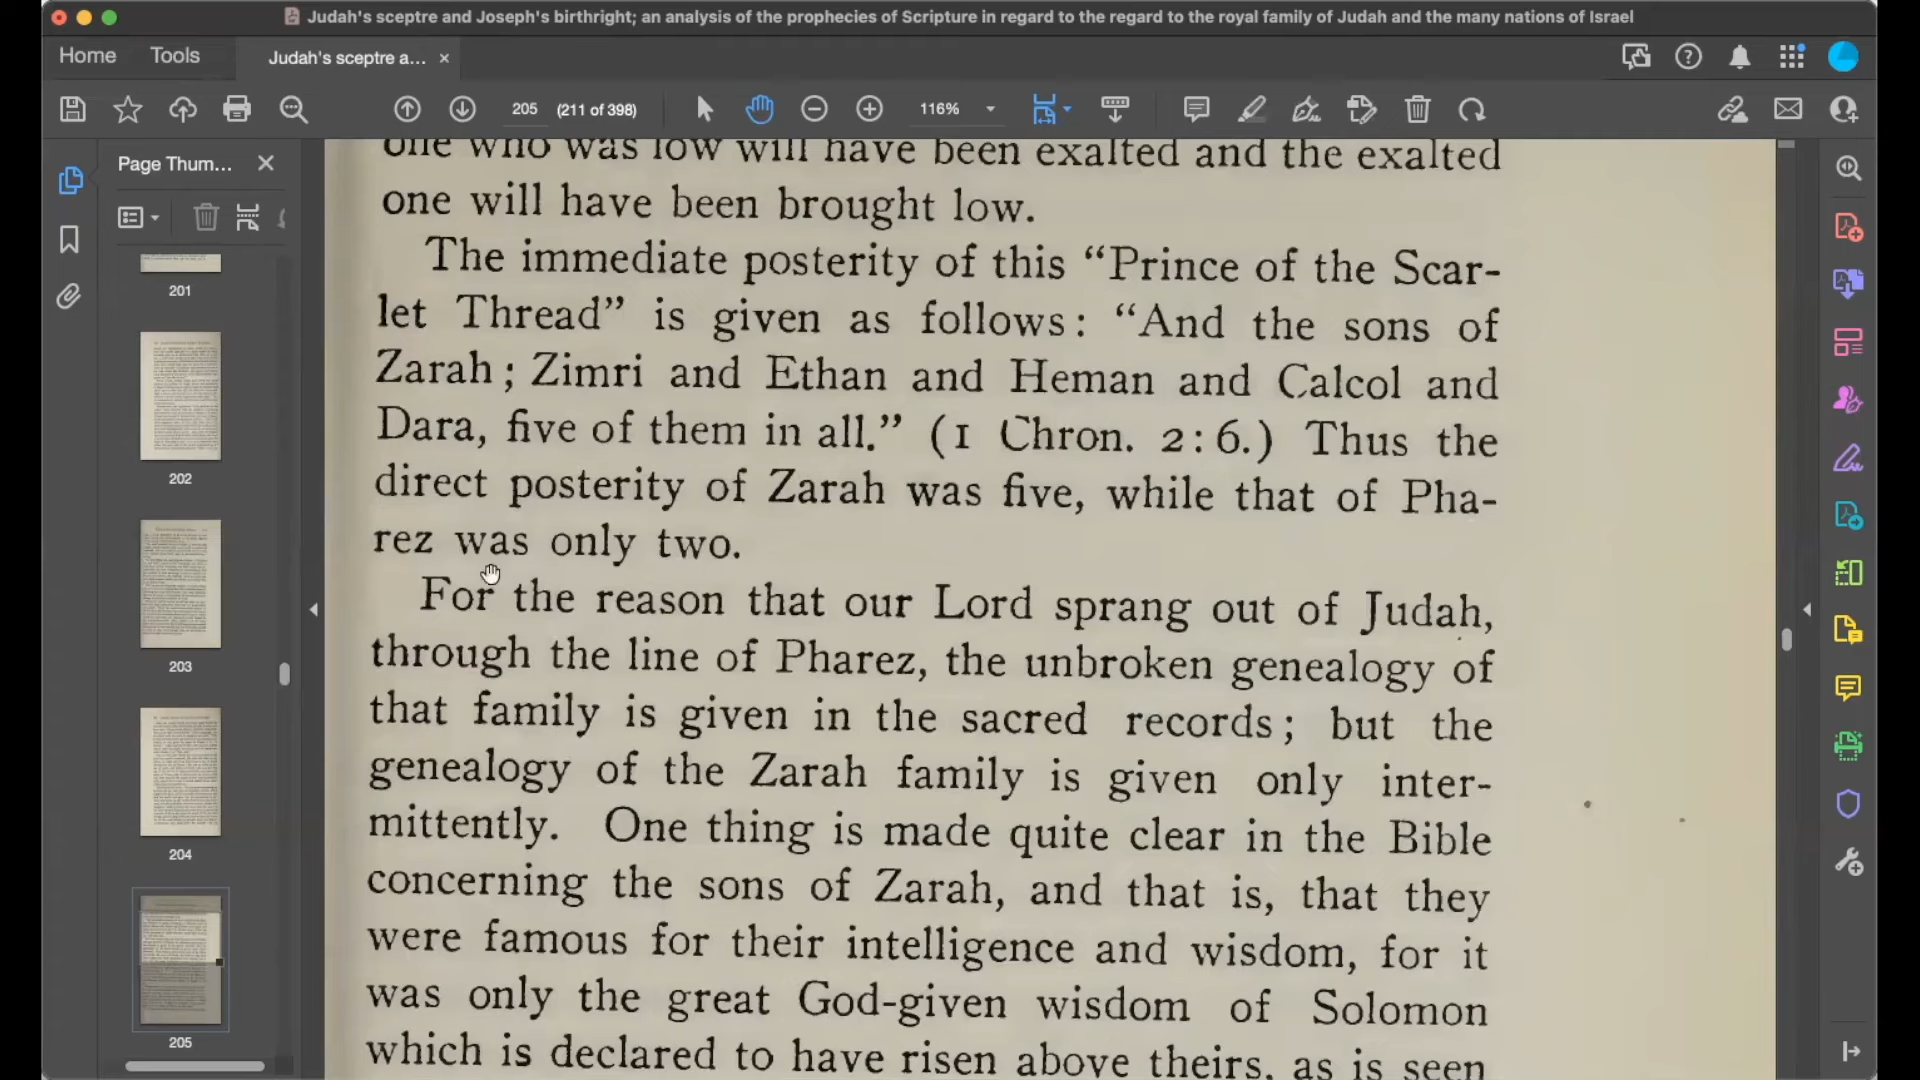 Judah's sceptre and Joseph's birthright; an analysis of the prophecies of Scripture in regard to the regard to the royal family of Judah and the many nations of Israel
Home Tools Judah's sceptre a... ×
205 (211 of 398) 116%
Page Thum...
201
202
203
204
205
one who was low will have been exalted and the exalted
one will have been brought low.
The immediate posterity of this “Prince of the Scar-
let Thread” is given as follows: “And the sons of
Zarah; Zimri and Ethan and Heman and Calcol and
Dara, five of them in all.” (1 Chron. 2:6.) Thus the
direct posterity of Zarah was five, while that of Pha-
rez was only two.
For the reason that our Lord sprang out of Judah,
through the line of Pharez, the unbroken genealogy of
that family is given in the sacred records; but the
genealogy of the Zarah family is given only inter-
mittently. One thing is made quite clear in the Bible
concerning the sons of Zarah, and that is, that they
were famous for their intelligence and wisdom, for it
was only the great God-given wisdom of Solomon
which is declared to have risen above theirs, as is seen